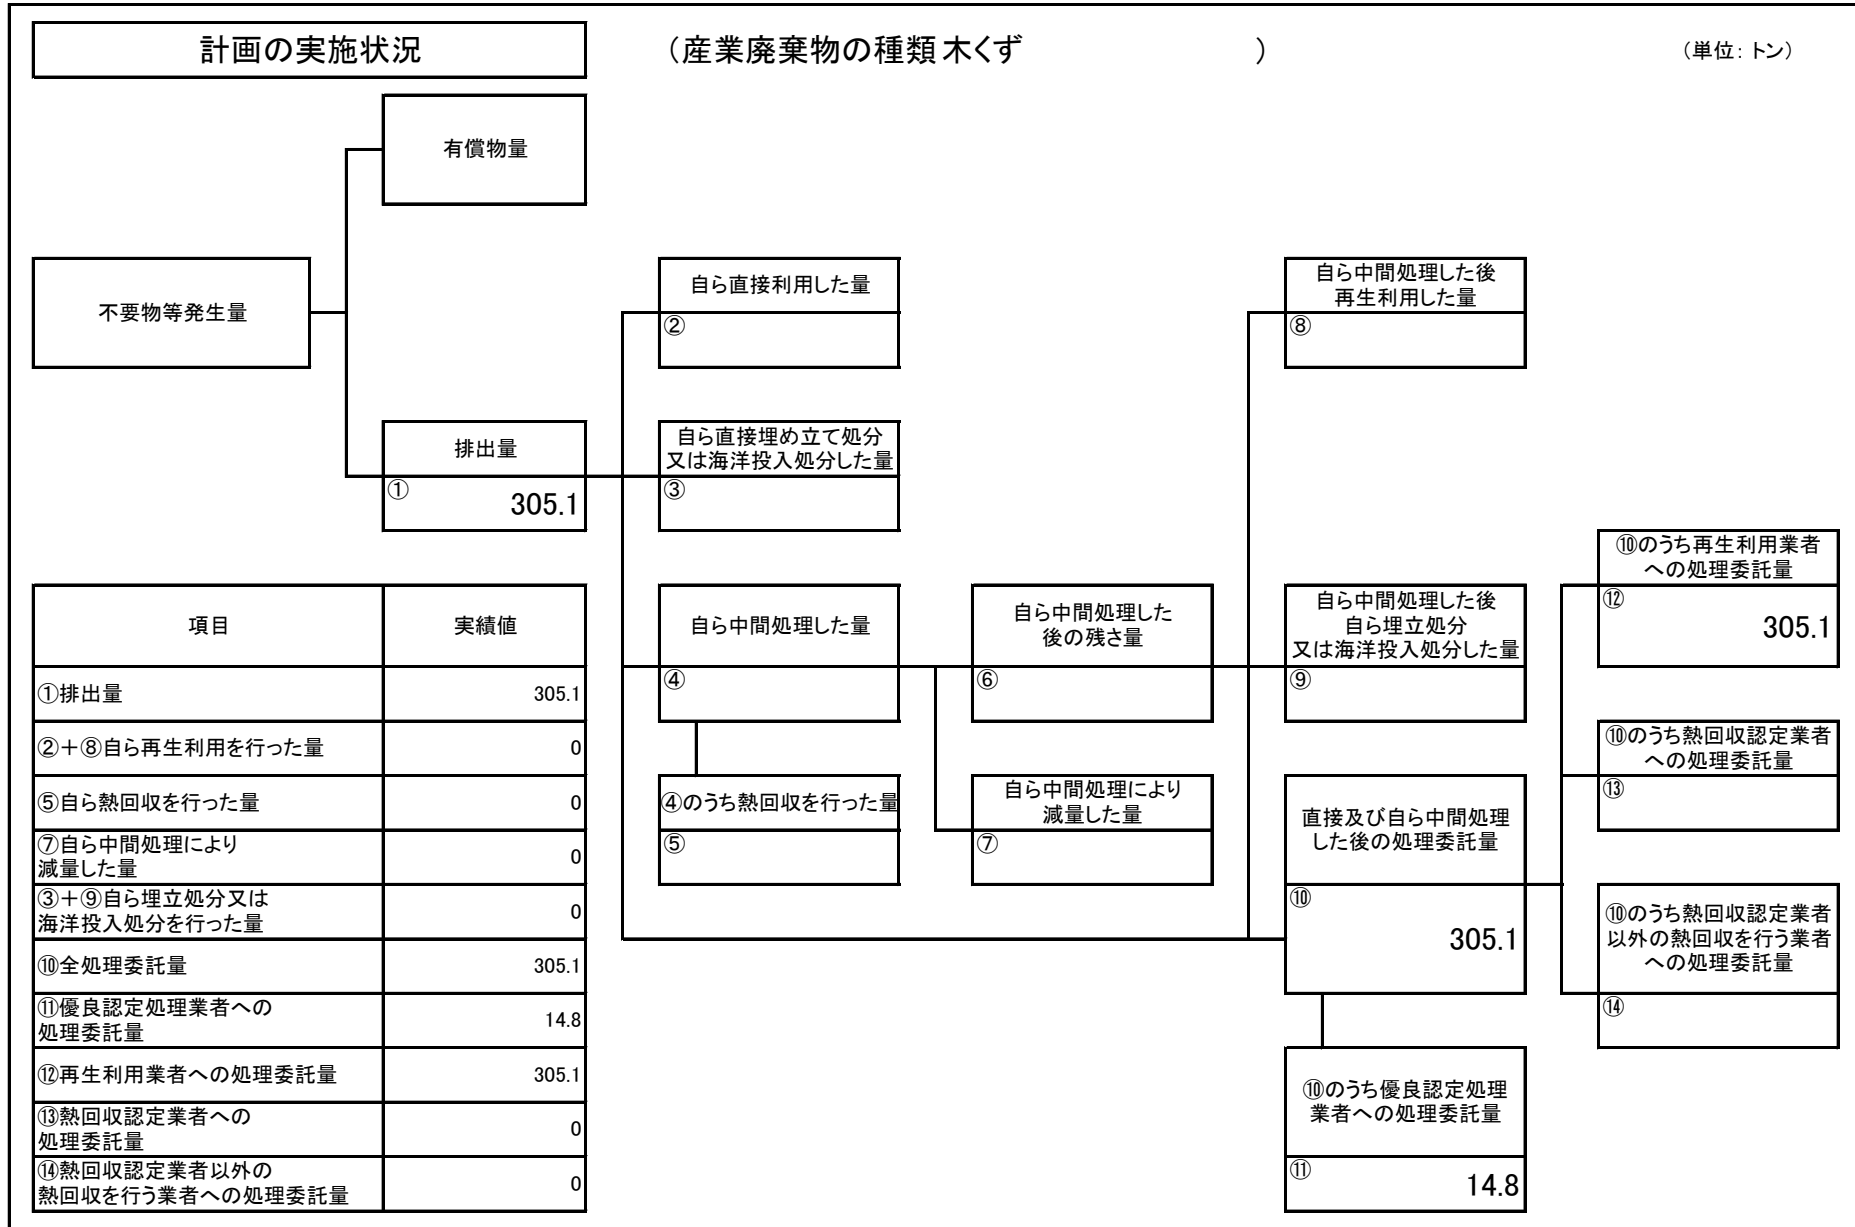 計画の実施状況
（産業廃棄物の種類 木くず　　　　　　　　）
（単位：トン）
有償物量
不要物等発生量
自ら直接利用した量
②
自ら中間処理した後
再生利用した量
⑧
排出量
①
305.1
自ら直接埋め立て処分
又は海洋投入処分した量
③
⑩のうち再生利用業者
への処理委託量
⑫
305.1
自ら中間処理した量
④
自ら中間処理した
後の残さ量
⑥
自ら中間処理した後
自ら埋立処分
又は海洋投入処分した量
⑨
⑩のうち熱回収認定業者
への処理委託量
⑬
④のうち熱回収を行った量
⑤
自ら中間処理により
減量した量
⑦
直接及び自ら中間処理
した後の処理委託量
⑩
305.1
⑩のうち熱回収認定業者
以外の熱回収を行う業者
への処理委託量
⑭
⑩のうち優良認定処理
業者への処理委託量
⑪
14.8
項目 実績値
①排出量 305.1
②＋⑧自ら再生利用を行った量 0
⑤自ら熱回収を行った量 0
⑦自ら中間処理により
減量した量 0
③＋⑨自ら埋立処分又は
海洋投入処分を行った量 0
⑩全処理委託量 305.1
⑪優良認定処理業者への
処理委託量 14.8
⑫再生利用業者への処理委託量 305.1
⑬熱回収認定業者への
処理委託量 0
⑭熱回収認定業者以外の
熱回収を行う業者への処理委託量 0